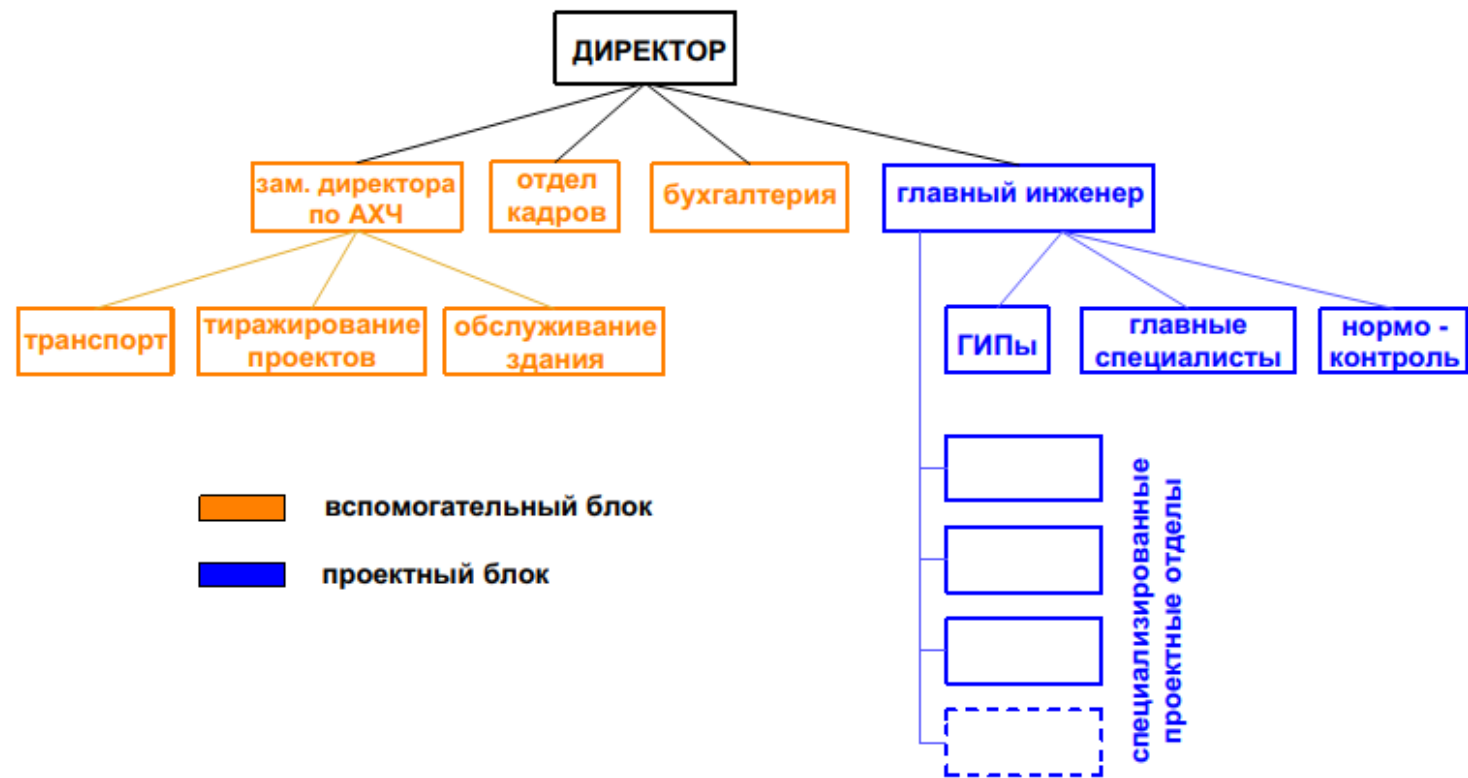 ДИРЕКТОР
зам. директора
по АХЧ
отдел
кадров
бухгалтерия
главный инженер
транспорт
тиражирование
проектов
обслуживание
здания
ГИПы
главные
специалисты
нормо -
контроль
вспомогательный блок
проектный блок
специализированные
проектные отделы